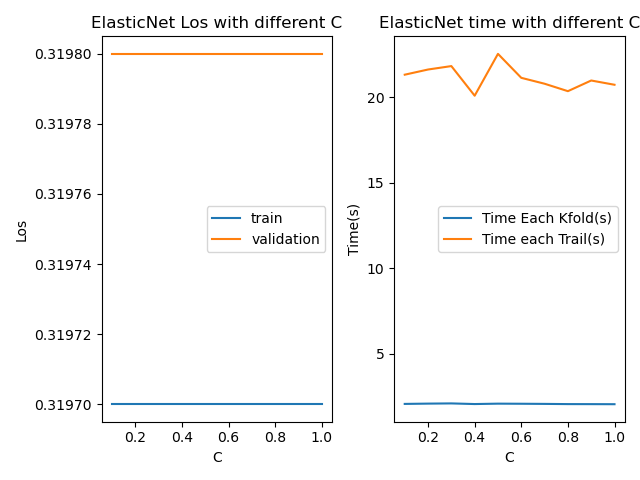 ElasticNet Los with different C
0.31980
0.31978
0.31976
0.31974
0.31972
0.31970
Los
train
validation
0.2 0.4 0.6 0.8 1.0
C
ElasticNet time with different C
20
15
10
5
Time(s)
Time Each Kfold(s)
Time each Trail(s)
0.2 0.4 0.6 0.8 1.0
C